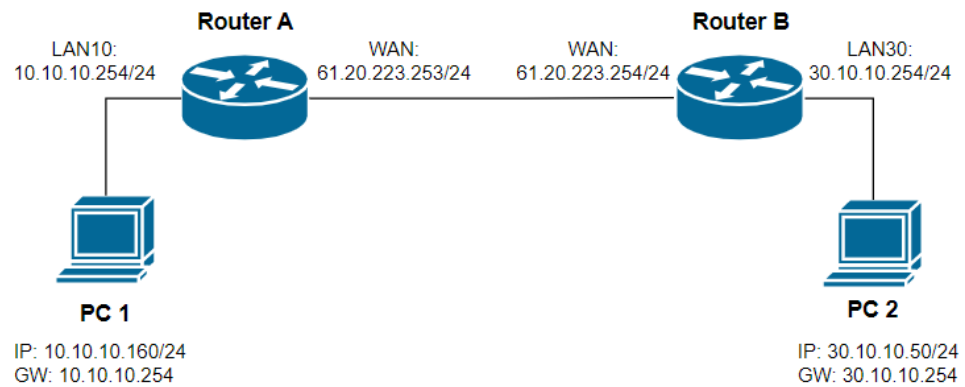 Router A
Router B
LAN10:
10.10.10.254/24
WAN:
61.20.223.253/24
WAN:
61.20.223.254/24
LAN30:
30.10.10.254/24
PC 1
IP: 10.10.10.160/24
GW: 10.10.10.254
PC 2
IP: 30.10.10.50/24
GW: 30.10.10.254